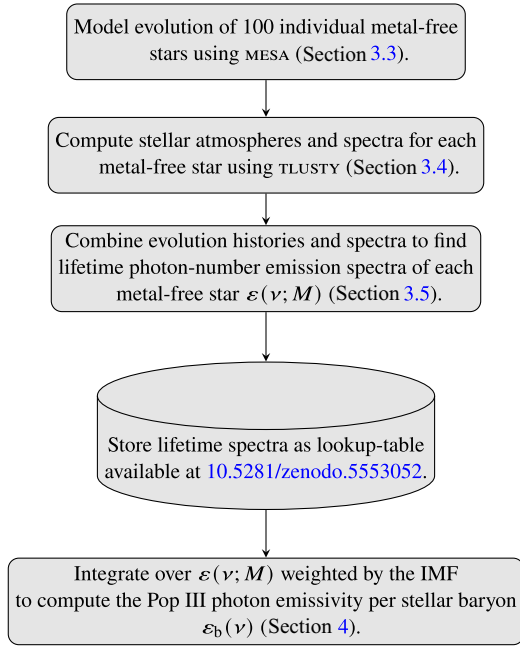 Model evolution of 100 individual metal-free
stars using MESA (Section 3.3).
Compute stellar atmospheres and spectra for each
metal-free star using TLUSTY (Section 3.4).
Combine evolution histories and spectra to find
lifetime photon-number emission spectra of each
metal-free star ε(ν; M) (Section 3.5).
Store lifetime spectra as lookup-table
available at 10.5281/zenodo.5553052.
Integrate over ε(ν; M) weighted by the IMF
to compute the Pop III photon emissivity per stellar baryon
ε_b(ν) (Section 4).